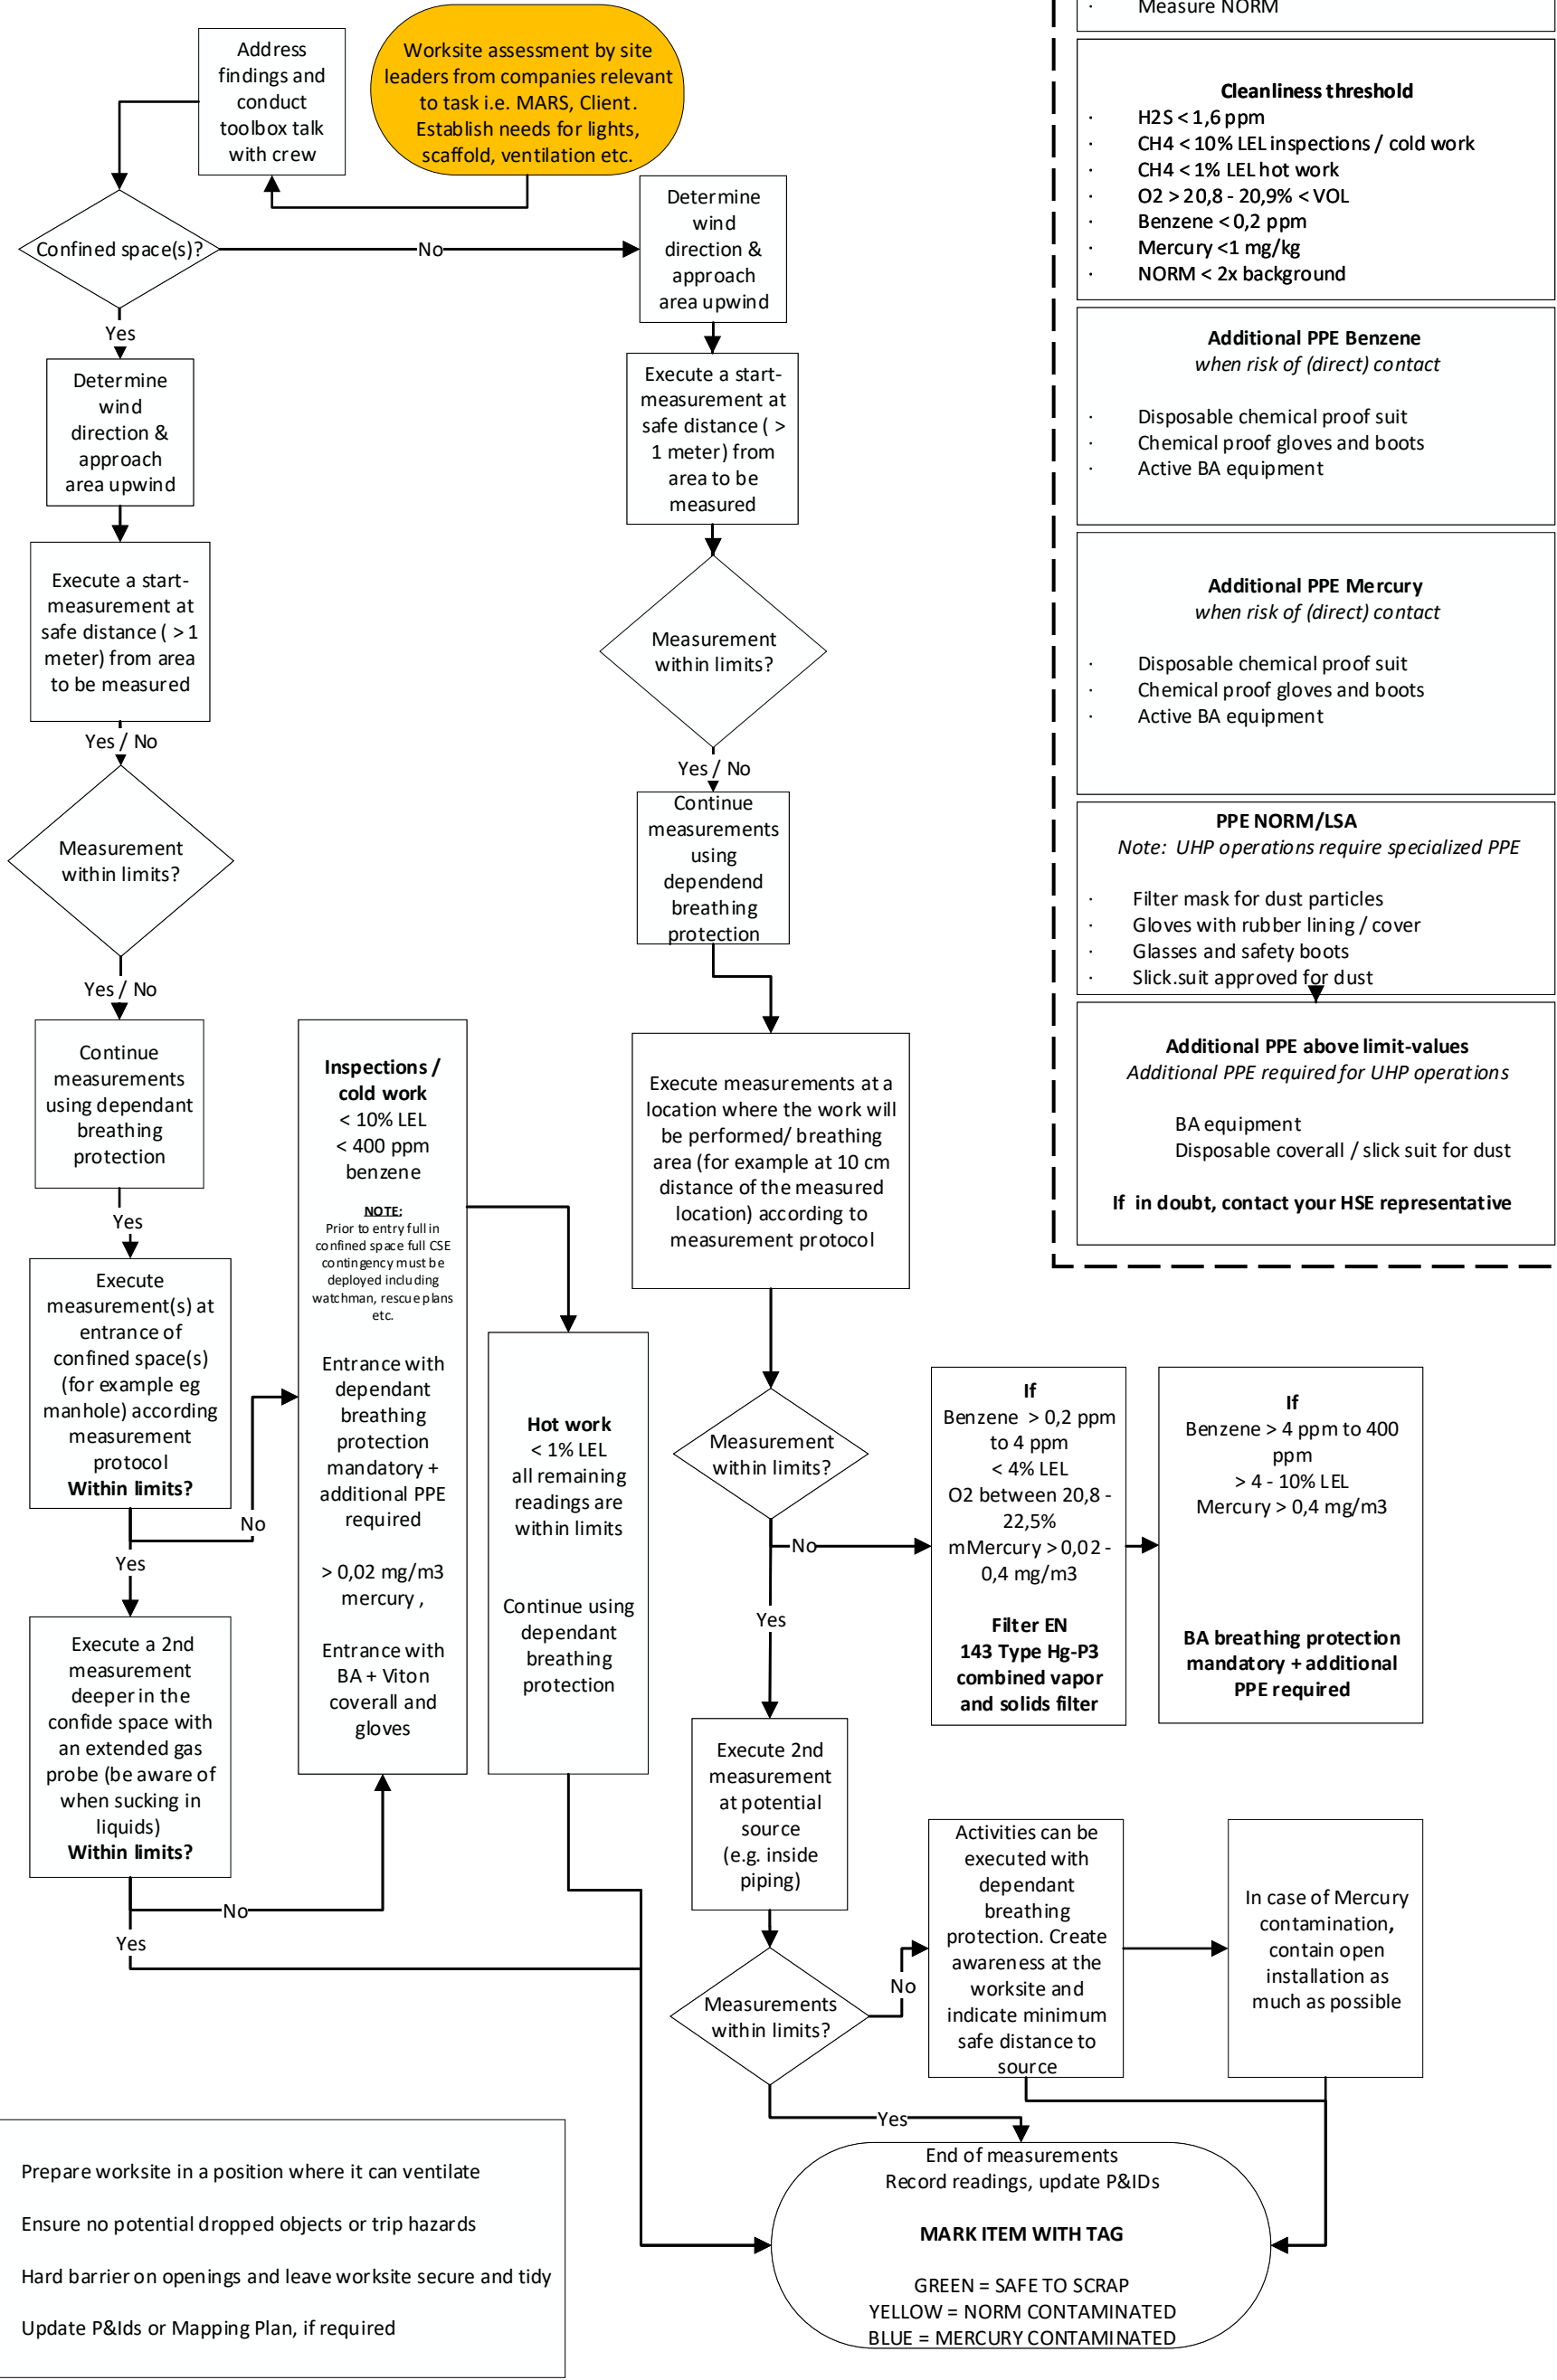 Address
findings and
conduct
toolbox talk
with crew
Worksite assessment by site
leaders from companies relevant
to task i.e. MARS, Client.
Establish needs for lights,
scaffold, ventilation etc.
Confined space(s)?
No
Yes
Determine
wind
direction &
approach
area upwind
Execute a start-
measurement at
safe distance ( > 1
meter) from area
to be measured
Yes / No
Measurement
within limits?
Yes / No
Continue
measurements
using dependant
breathing
protection
Yes
Execute
measurement(s) at
entrance of
confined space(s)
(for example eg
manhole) according
measurement
protocol
Within limits?
No
Yes
Execute a 2nd
measurement
deeper in the
confide space with
an extended gas
probe (be aware of
when sucking in
liquids)
Within limits?
No
Yes
Inspections /
cold work
< 10% LEL
< 400 ppm
benzene
NOTE:
Prior to entry full in
confined space full CSE
contingency must be
deployed including
watchman, rescue plans
etc.
Entrance with
dependant
breathing
protection
mandatory +
additional PPE
required
> 0,02 mg/m3
mercury ,
Entrance with
BA + Viton
coverall and
gloves
Hot work
< 1% LEL
all remaining
readings are
within limits
Continue using
dependant
breathing
protection
Determine
wind
direction &
approach
area upwind
Execute a start-
measurement at
safe distance ( >
1 meter) from
area to be
measured
Measurement
within limits?
Yes / No
Continue
measurements
using
dependend
breathing
protection
Execute measurements at a
location where the work will
be performed/ breathing
area (for example at 10 cm
distance of the measured
location) according to
measurement protocol
Measurement
within limits?
No
Yes
If
Benzene > 0,2 ppm
to 4 ppm
< 4% LEL
O2 between 20,8 -
22,5%
mMercury > 0,02 -
0,4 mg/m3
Filter EN
143 Type Hg-P3
combined vapor
and solids filter
If
Benzene > 4 ppm to 400
ppm
> 4 - 10% LEL
Mercury > 0,4 mg/m3
BA breathing protection
mandatory + additional
PPE required
Execute 2nd
measurement
at potential
source
(e.g. inside
piping)
Measurements
within limits?
No
Yes
Activities can be
executed with
dependant
breathing
protection. Create
awareness at the
worksite and
indicate minimum
safe distance to
source
In case of Mercury
contamination,
contain open
installation as
much as possible
End of measurements
Record readings, update P&IDs
MARK ITEM WITH TAG
GREEN = SAFE TO SCRAP
YELLOW = NORM CONTAMINATED
BLUE = MERCURY CONTAMINATED
Prepare worksite in a position where it can ventilate
Ensure no potential dropped objects or trip hazards
Hard barrier on openings and leave worksite secure and tidy
Update P&Ids or Mapping Plan, if required
· Measure NORM
Cleanliness threshold
· H2S < 1,6 ppm
· CH4 < 10% LEL inspections / cold work
· CH4 < 1% LEL hot work
· O2 > 20,8 - 20,9% < VOL
· Benzene < 0,2 ppm
· Mercury <1 mg/kg
· NORM < 2x background
Additional PPE Benzene
when risk of (direct) contact
· Disposable chemical proof suit
· Chemical proof gloves and boots
· Active BA equipment
Additional PPE Mercury
when risk of (direct) contact
· Disposable chemical proof suit
· Chemical proof gloves and boots
· Active BA equipment
PPE NORM/LSA
Note: UHP operations require specialized PPE
· Filter mask for dust particles
· Gloves with rubber lining / cover
· Glasses and safety boots
· Slick.suit approved for dust
Additional PPE above limit-values
Additional PPE required for UHP operations
BA equipment
Disposable coverall / slick suit for dust
If in doubt, contact your HSE representative